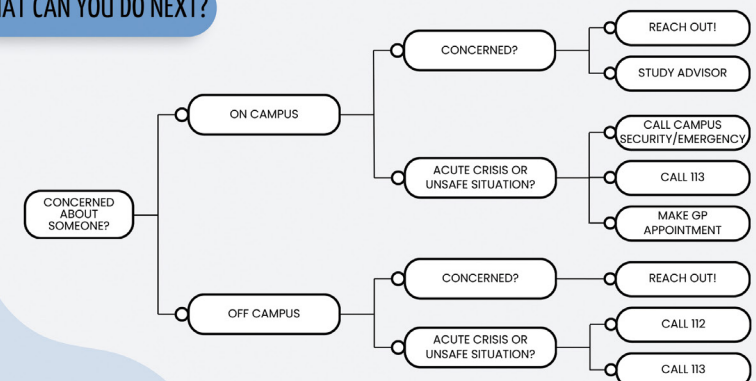 HAT CAN YOU DO NEXT?
CONCERNED
ABOUT
SOMEONE?
ON CAMPUS
CONCERNED?
REACH OUT!
STUDY ADVISOR
ACUTE CRISIS OR
UNSAFE SITUATION?
CALL CAMPUS
SECURITY/EMERGENCY
CALL 113
MAKE GP
APPOINTMENT
OFF CAMPUS
CONCERNED?
REACH OUT!
ACUTE CRISIS OR
UNSAFE SITUATION?
CALL 112
CALL 113